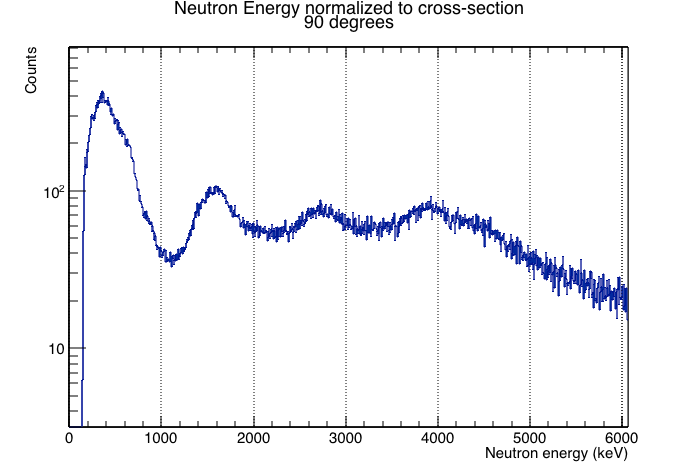 Neutron Energy normalized to cross-section
90 degrees
Counts
10²
10
0 1000 2000 3000 4000 5000 6000
Neutron energy (keV)